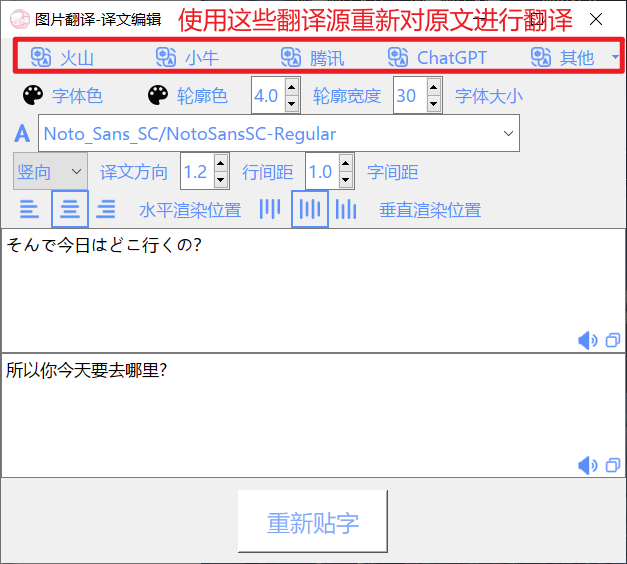 图片翻译-译文编辑
使用这些翻译源重新对原文进行翻译
火山 小牛 腾讯 ChatGPT 其他
字体色 轮廓色 4.0 轮廓宽度 30 字体大小
A Noto_Sans_SC/NotoSansSC-Regular
竖向 译文方向 1.2 行间距 1.0 字间距
水平渲染位置 垂直渲染位置
そんで今日はどこ行くの?
所以你今天要去哪里?
重新贴字